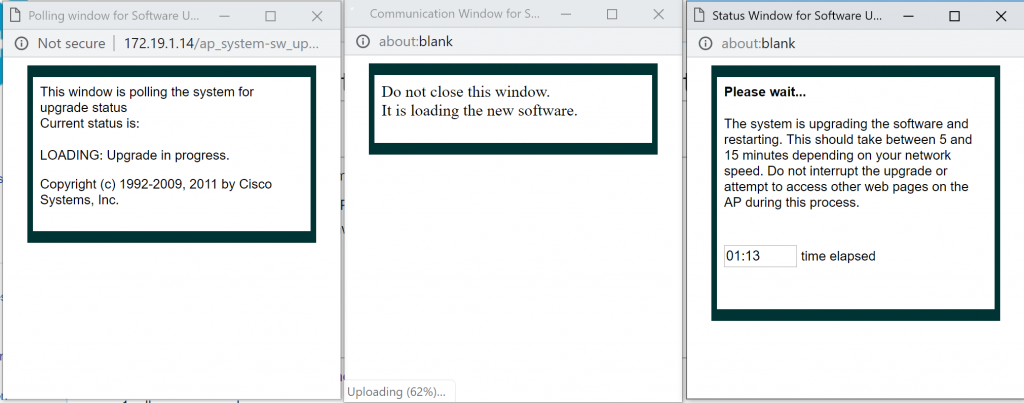 Polling window for Software U...
Not secure | 172.19.1.14/ap_system-sw_up...
This window is polling the system for
upgrade status
Current status is:
LOADING: Upgrade in progress.
Copyright (c) 1992-2009, 2011 by Cisco
Systems, Inc.
Communication Window for S...
about:blank
Do not close this window.
It is loading the new software.
Uploading (62%)...
Status Window for Software U...
about:blank
Please wait...
The system is upgrading the software and
restarting. This should take between 5 and
15 minutes depending on your network
speed. Do not interrupt the upgrade or
attempt to access other web pages on the
AP during this process.
01:13 time elapsed